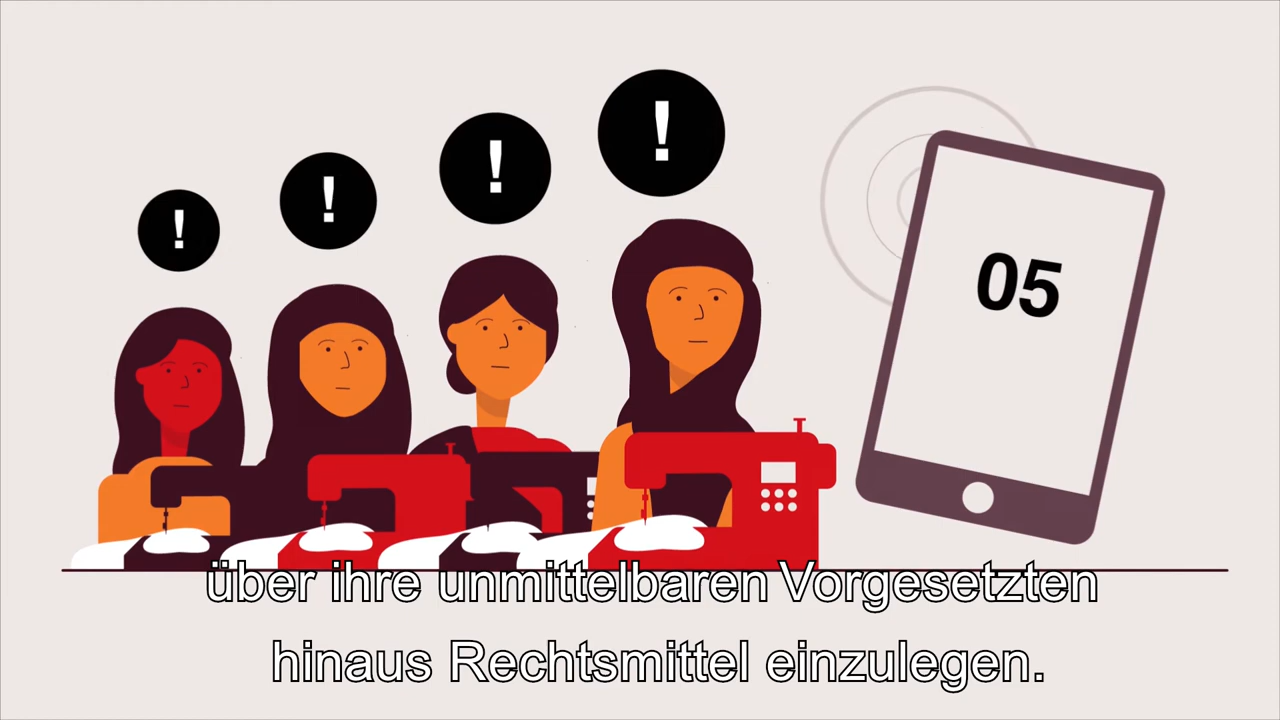 ! ! ! !
05
über ihre unmittelbaren Vorgesetzten
hinaus Rechtsmittel einzulegen.